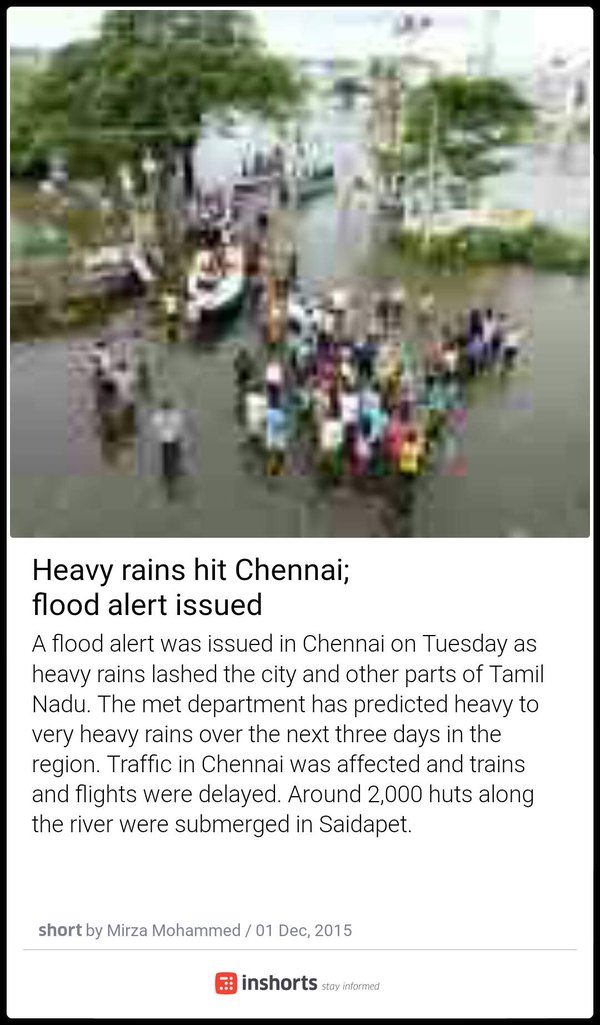 Heavy rains hit Chennai;
flood alert issued
A flood alert was issued in Chennai on Tuesday as
heavy rains lashed the city and other parts of Tamil
Nadu. The met department has predicted heavy to
very heavy rains over the next three days in the
region. Traffic in Chennai was affected and trains
and flights were delayed. Around 2,000 huts along
the river were submerged in Saidapet.
short by Mirza Mohammed / 01 Dec, 2015
inshorts stay informed